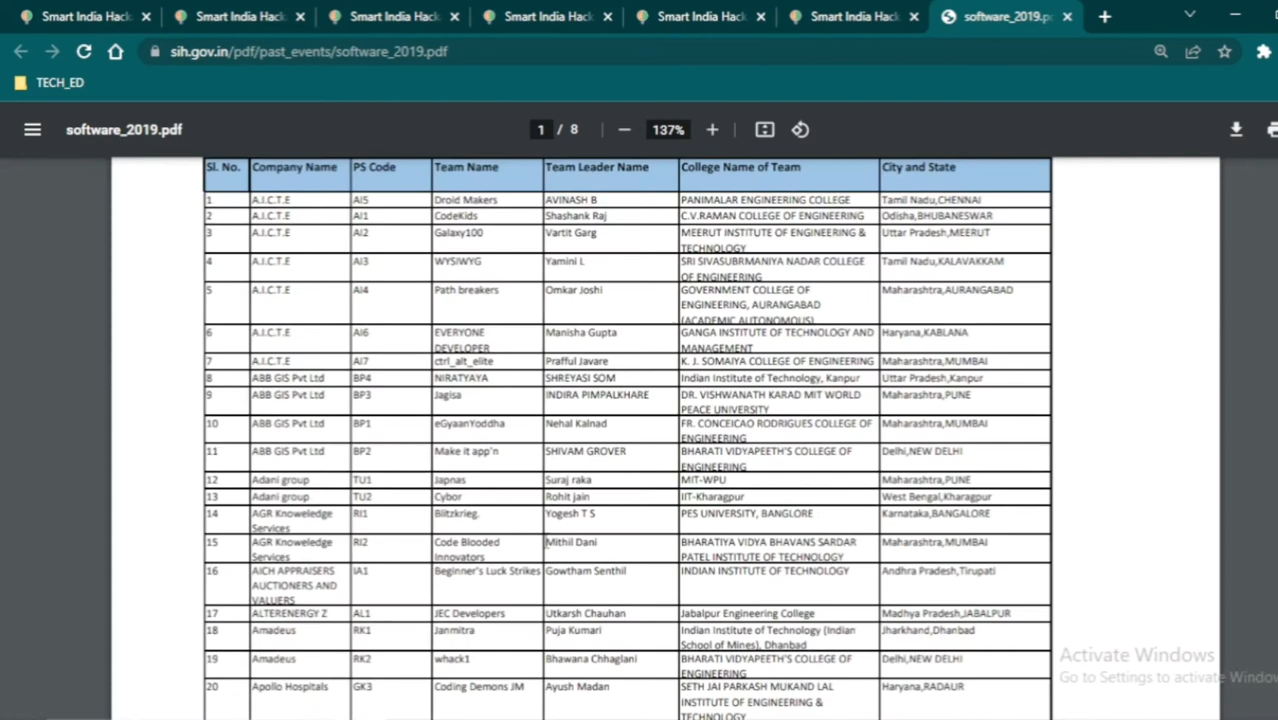 Smart India Hack
Smart India Hack
Smart India Hack
Smart India Hack
Smart India Hack
Smart India Hack
software_2019.pd
sih.gov.in/pdf/past_events/software_2019.pdf
TECH_ED
software_2019.pdf
1 / 8
137%
Sl. No. Company Name PS Code Team Name Team Leader Name College Name of Team City and State
1 A.I.C.T.E AI5 Droid Makers AVINASH B PANIMALAR ENGINEERING COLLEGE Tamil Nadu,CHENNAI
2 A.I.C.T.E AI1 CodeKids Shashank Raj C.V.RAMAN COLLEGE OF ENGINEERING Odisha,BHUBANESWAR
3 A.I.C.T.E AI2 Galaxy100 Vartit Garg MEERUT INSTITUTE OF ENGINEERING & Uttar Pradesh,MEERUT
TECHNOLOGY
4 A.I.C.T.E AI3 WYSIWYG Yamini L SRI SIVASUBRMANIYA NADAR COLLEGE Tamil Nadu,KALAVAKKAM
OF ENGINEERING
5 A.I.C.T.E AI4 Path breakers Omkar Joshi GOVERNMENT COLLEGE OF Maharashtra,AURANGABAD
ENGINEERING, AURANGABAD
(ACADEMIC AUTONOMOUS)
6 A.I.C.T.E AI6 EVERYONE Manisha Gupta GANGA INSTITUTE OF TECHNOLOGY AND Haryana,KABLANA
DEVELOPER MANAGEMENT
7 A.I.C.T.E AI7 ctrl_alt_elite Prafful Javare K. J. SOMAIYA COLLEGE OF ENGINEERING Maharashtra,MUMBAI
8 ABB GIS Pvt Ltd BP4 NIRATYAYA SHREYASI SOM Indian Institute of Technology, Kanpur Uttar Pradesh,Kanpur
9 ABB GIS Pvt Ltd BP3 Jagisa INDIRA PIMPALKHARE DR. VISHWANATH KARAD MIT WORLD Maharashtra,PUNE
PEACE UNIVERSITY
10 ABB GIS Pvt Ltd BP1 eGyaanYoddha Nehal Kalnad FR. CONCEICAO RODRIGUES COLLEGE OF Maharashtra,MUMBAI
ENGINEERING
11 ABB GIS Pvt Ltd BP2 Make it app'n SHIVAM GROVER BHARATI VIDYAPEETH'S COLLEGE OF Delhi,NEW DELHI
ENGINEERING
12 Adani group TU1 Japnas Suraj raka MIT-WPU Maharashtra,PUNE
13 Adani group TU2 Cybor Rohit jain IIT-Kharagpur West Bengal,Kharagpur
14 AGR Knoweledge RI1 Blitzkrieg. Yogesh T S PES UNIVERSITY, BANGLORE Karnataka,BANGALORE
Services
15 AGR Knoweledge RI2 Code Blooded Mithil Dani BHARATIYA VIDYA BHAVANS SARDAR Maharashtra,MUMBAI
Services Innovators PATEL INSTITUTE OF TECHNOLOGY
16 AICH APPRAISERS IA1 Beginner's Luck Strikes Gowtham Senthil INDIAN INSTITUTE OF TECHNOLOGY Andhra Pradesh,Tirupati
AUCTIONERS AND
VALUERS
17 ALTERENERGY Z AL1 JEC Developers Utkarsh Chauhan Jabalpur Engineering College Madhya Pradesh,JABALPUR
18 Amadeus RK1 Janmitra Puja Kumari Indian Institute of Technology (Indian Jharkhand,Dhanbad
School of Mines), Dhanbad
19 Amadeus RK2 whack1 Bhawana Chhaglani BHARATI VIDYAPEETH'S COLLEGE OF Delhi,NEW DELHI
ENGINEERING
20 Apollo Hospitals GK3 Coding Demons JM Ayush Madan SETH JAI PARKASH MUKAND LAL Haryana,RADAUR
INSTITUTE OF ENGINEERING &
TECHNOLOGY
Activate Windows
Go to Settings to activate Window